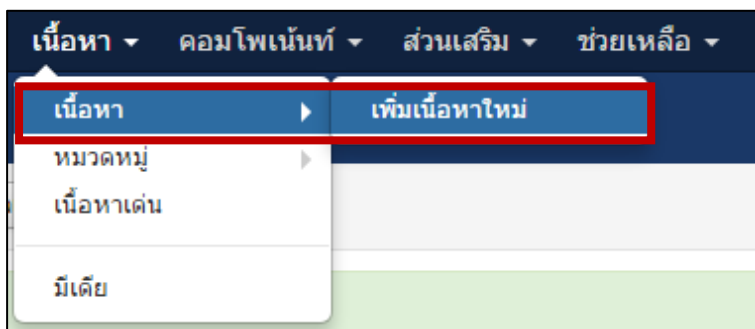 เนื้อหา คอมโพเน้นท์ ส่วนเสริม ช่วยเหลือ
เนื้อหา เพิ่มเนื้อหาใหม่
หมวดหมู่
เนื้อหาเด่น
มีเดีย